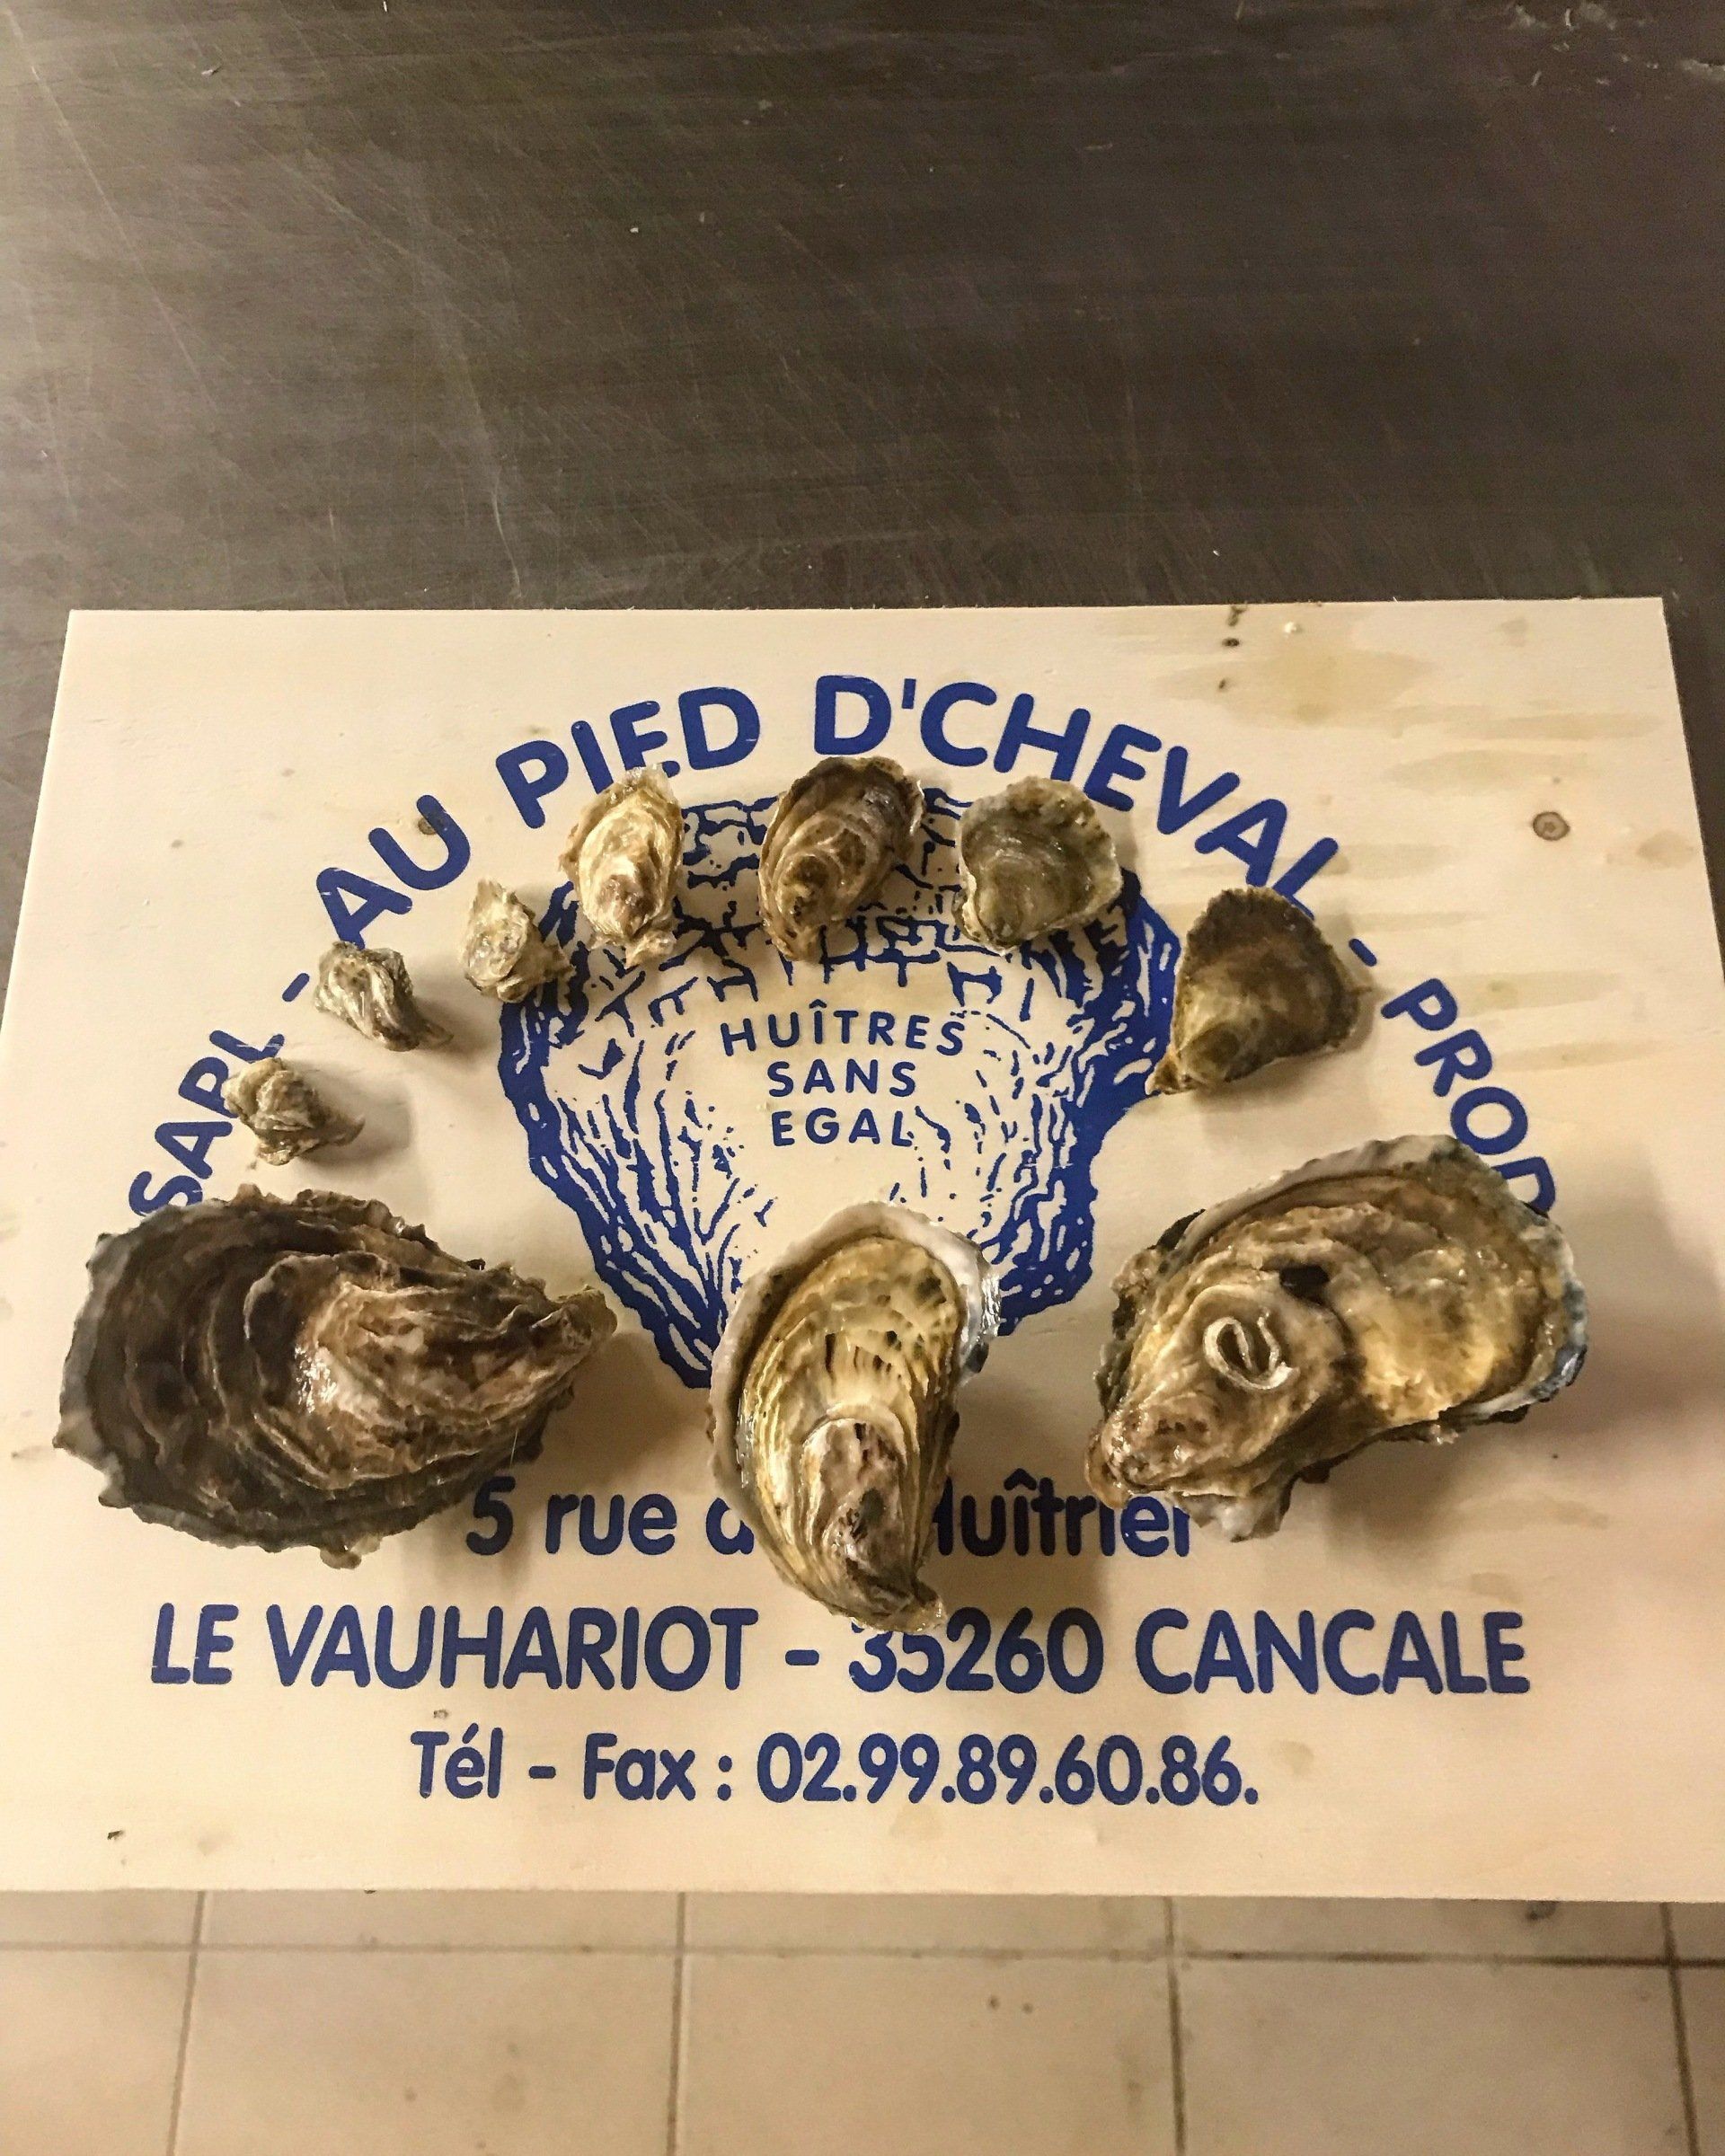 SARL - AU PIED D'CHEVAL - PROD
HUÎTRES
SANS
EGAL
5 rue
LE VAUHARIOT - 35260 CANCALE
Tél - Fax : 02.99.89.60.86.
e